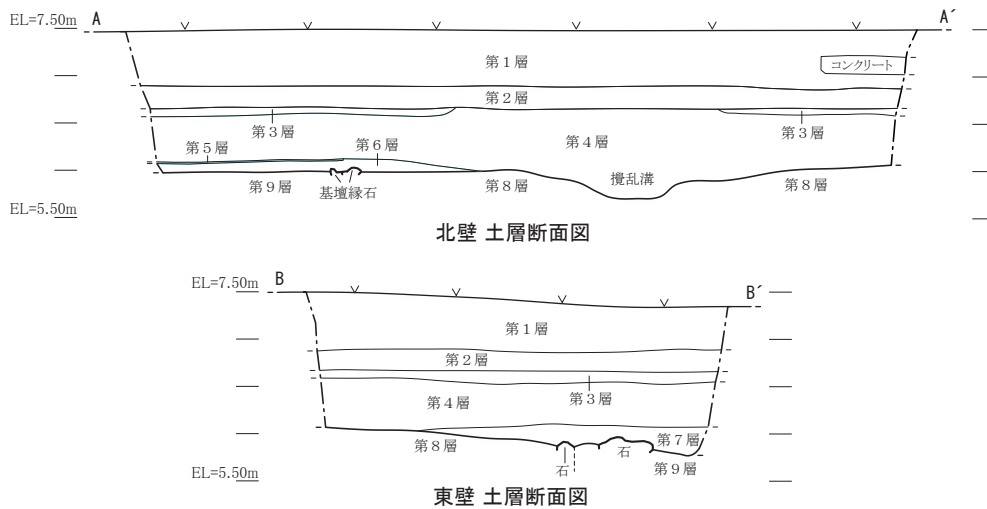 EL=7.50m A A´
第1層
コンクリート
第2層
第3層 第4層 第3層
第5層 第6層
第9層 基壇縁石 第8層 攪乱溝 第8層
EL=5.50m
北壁 土層断面図
EL=7.50m B B´
第1層
第2層
第4層 第3層
第8層 石 石 第7層
第9層
EL=5.50m
東壁 土層断面図